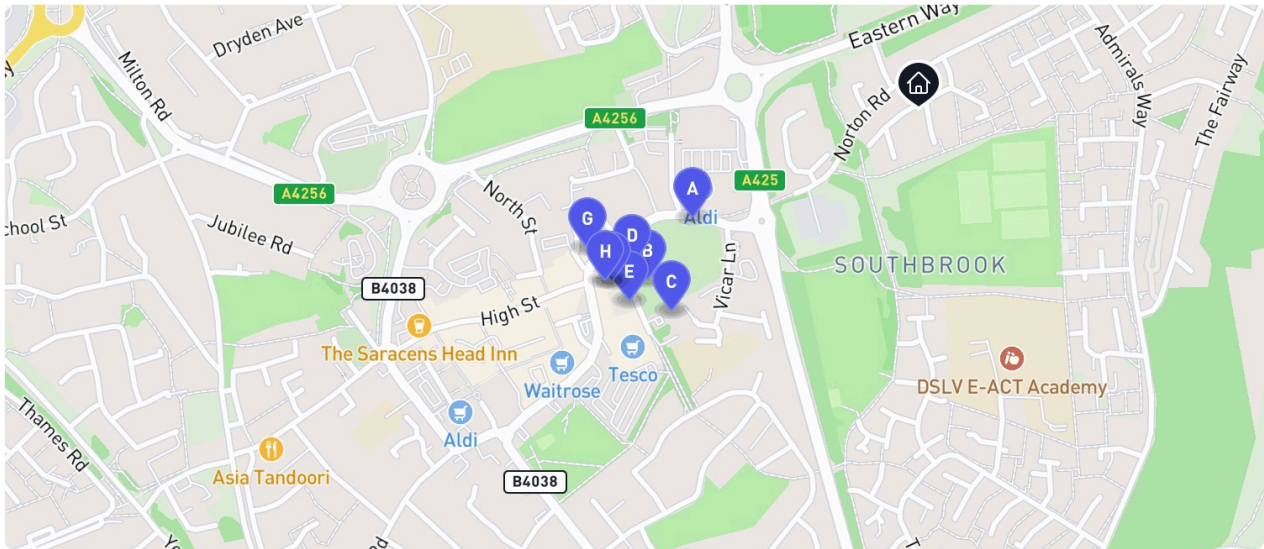 Dryden Ave
Eastern Way
Milton Rd
Admirals Way
The Fairway
A4256
Norton Rd
A4256
A425
North St
A
Aldi
G
D
H
B
E
C
chool St
Jubilee Rd
SOUTHBROOK
Vicar Ln
B4038
High St
The Saracens Head Inn
Tesco
Waitrose
DSLV E-ACT Academy
Thames Rd
Aldi
Asia Tandoori
B4038